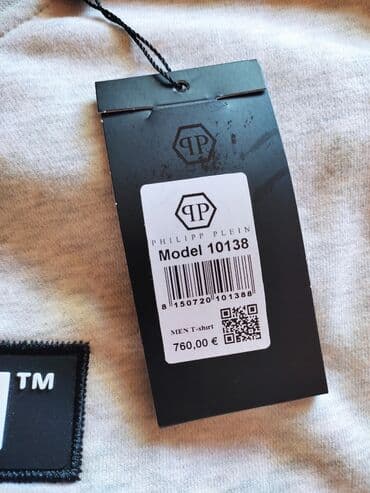 PHILIPP PLEIN
Model 10138
8 150720 101388
MEN T-shirt
760,00 €
TM